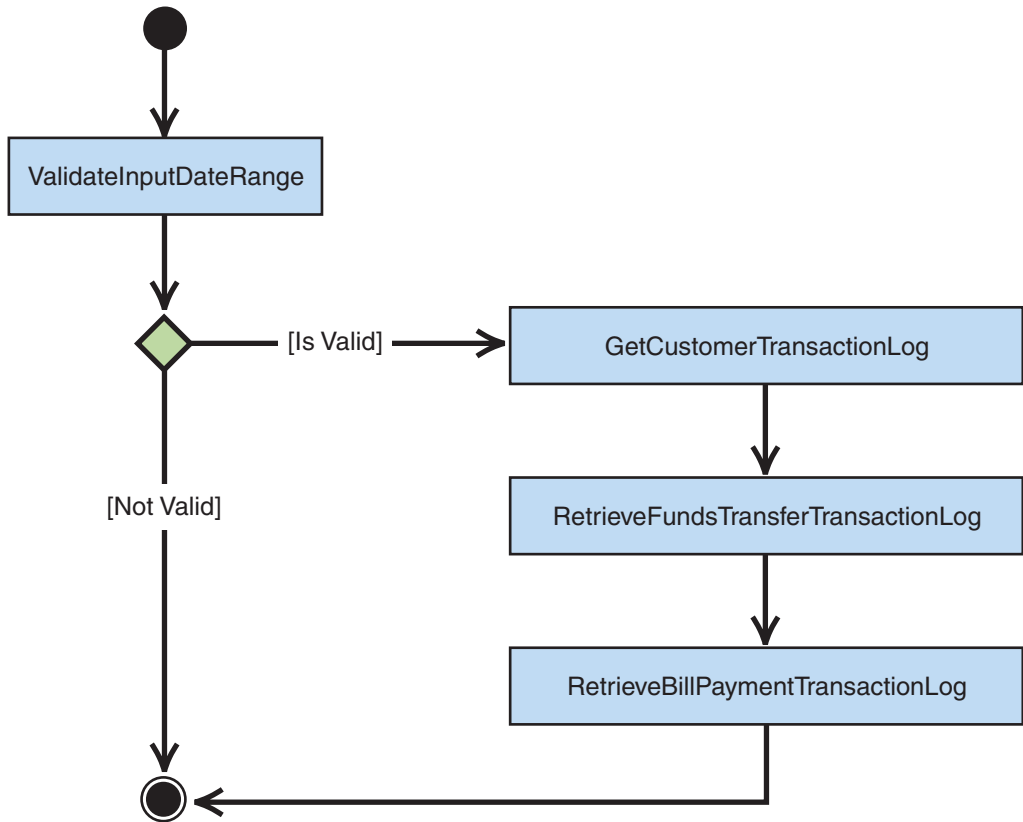 ValidateInputDateRange
[Is Valid]
GetCustomerTransactionLog
[Not Valid]
RetrieveFundsTransferTransactionLog
RetrieveBillPaymentTransactionLog